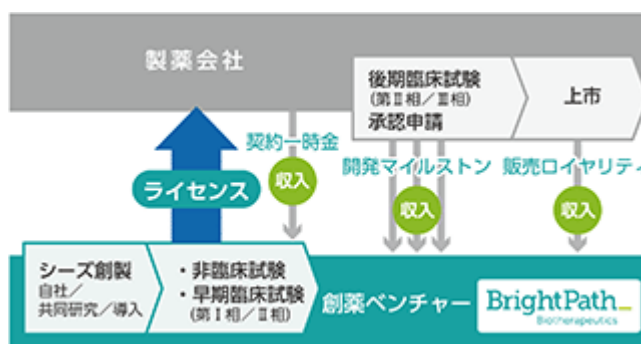 製薬会社
後期臨床試験
(第Ⅱ相/Ⅲ相)
承認申請
上市
契約一時金
開発マイルストン
販売ロイヤリティ
ライセンス
収入
収入
収入
シーズ創製
自社/
共同研究/導入
・非臨床試験
・早期臨床試験
(第Ⅰ相/Ⅱ相)
創薬ベンチャー
BrightPath_
Biotherapeutics